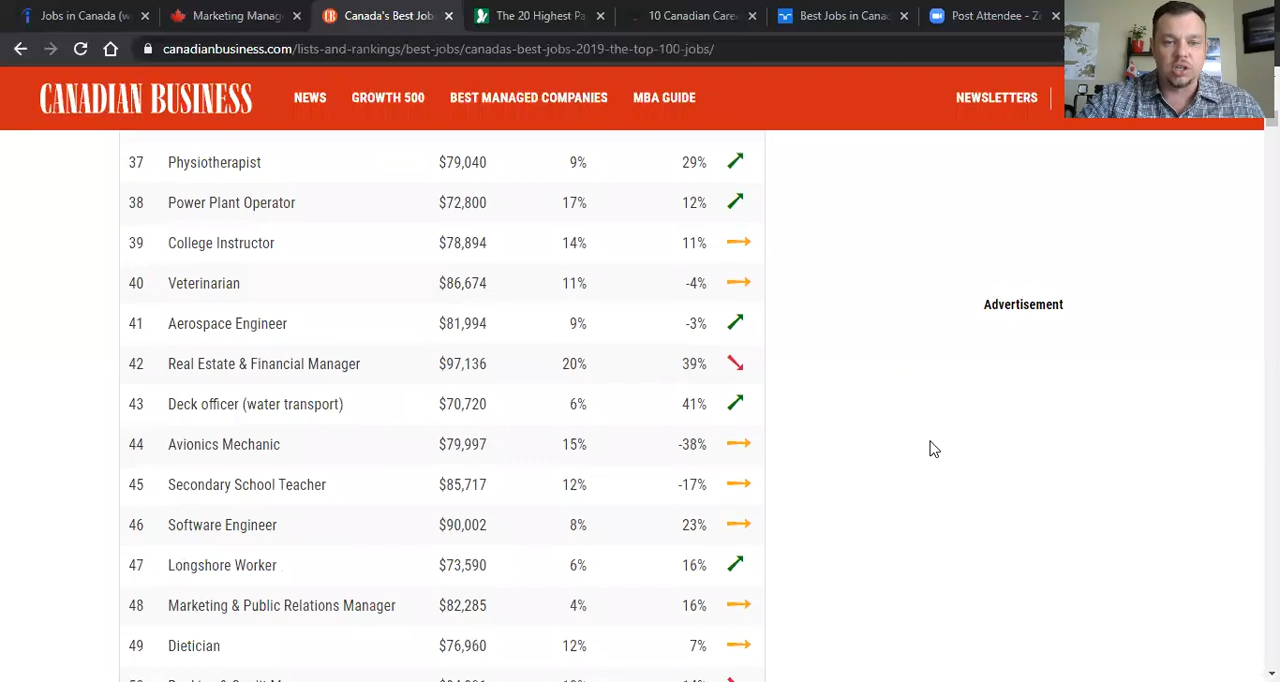 Jobs in Canada (w
Marketing Manag
Canada's Best Job
The 20 Highest Pa
10 Canadian Care
Best Jobs in Canac
Post Attendee - Z
canadianbusiness.com/lists-and-rankings/best-jobs/canadas-best-jobs-2019-the-top-100-jobs/
CANADIAN BUSINESS NEWS GROWTH 500 BEST MANAGED COMPANIES MBA GUIDE NEWSLETTERS
37 Physiotherapist $79,040 9% 29%
38 Power Plant Operator $72,800 17% 12%
39 College Instructor $78,894 14% 11%
40 Veterinarian $86,674 11% -4%
Advertisement
41 Aerospace Engineer $81,994 9% -3%
42 Real Estate & Financial Manager $97,136 20% 39%
43 Deck officer (water transport) $70,720 6% 41%
44 Avionics Mechanic $79,997 15% -38%
45 Secondary School Teacher $85,717 12% -17%
46 Software Engineer $90,002 8% 23%
47 Longshore Worker $73,590 6% 16%
48 Marketing & Public Relations Manager $82,285 4% 16%
49 Dietician $76,960 12% 7%